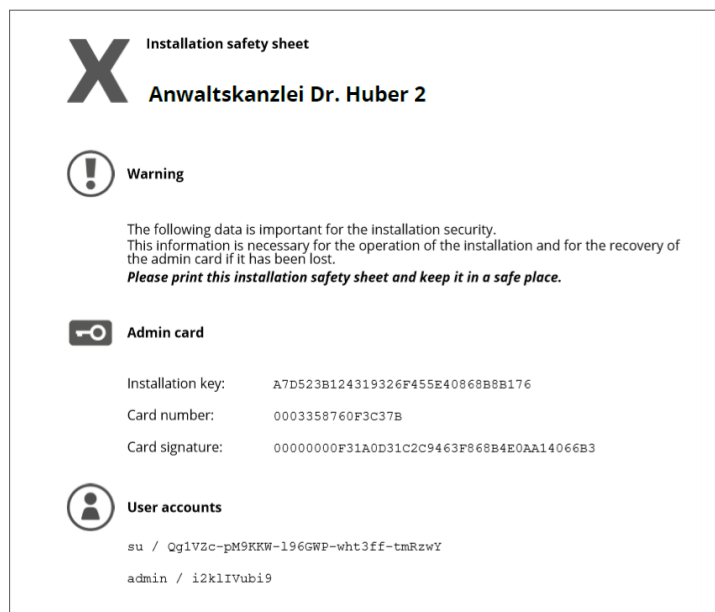 X
Installation safety sheet
Anwaltskanzlei Dr. Huber 2
Warning
The following data is important for the installation security.
This information is necessary for the operation of the installation and for the recovery of
the admin card if it has been lost.
Please print this installation safety sheet and keep it in a safe place.
Admin card
Installation key: A7D523B124319326F455E40868B8B176
Card number: 0003358760F3C37B
Card signature: 00000000F31A0D31C2C9463F868B4E0AA14066B3
User accounts
su / Qg1VZc-pM9KKW-l96GWP-wht3ff-tmRzwY
admin / i2klIVubi9